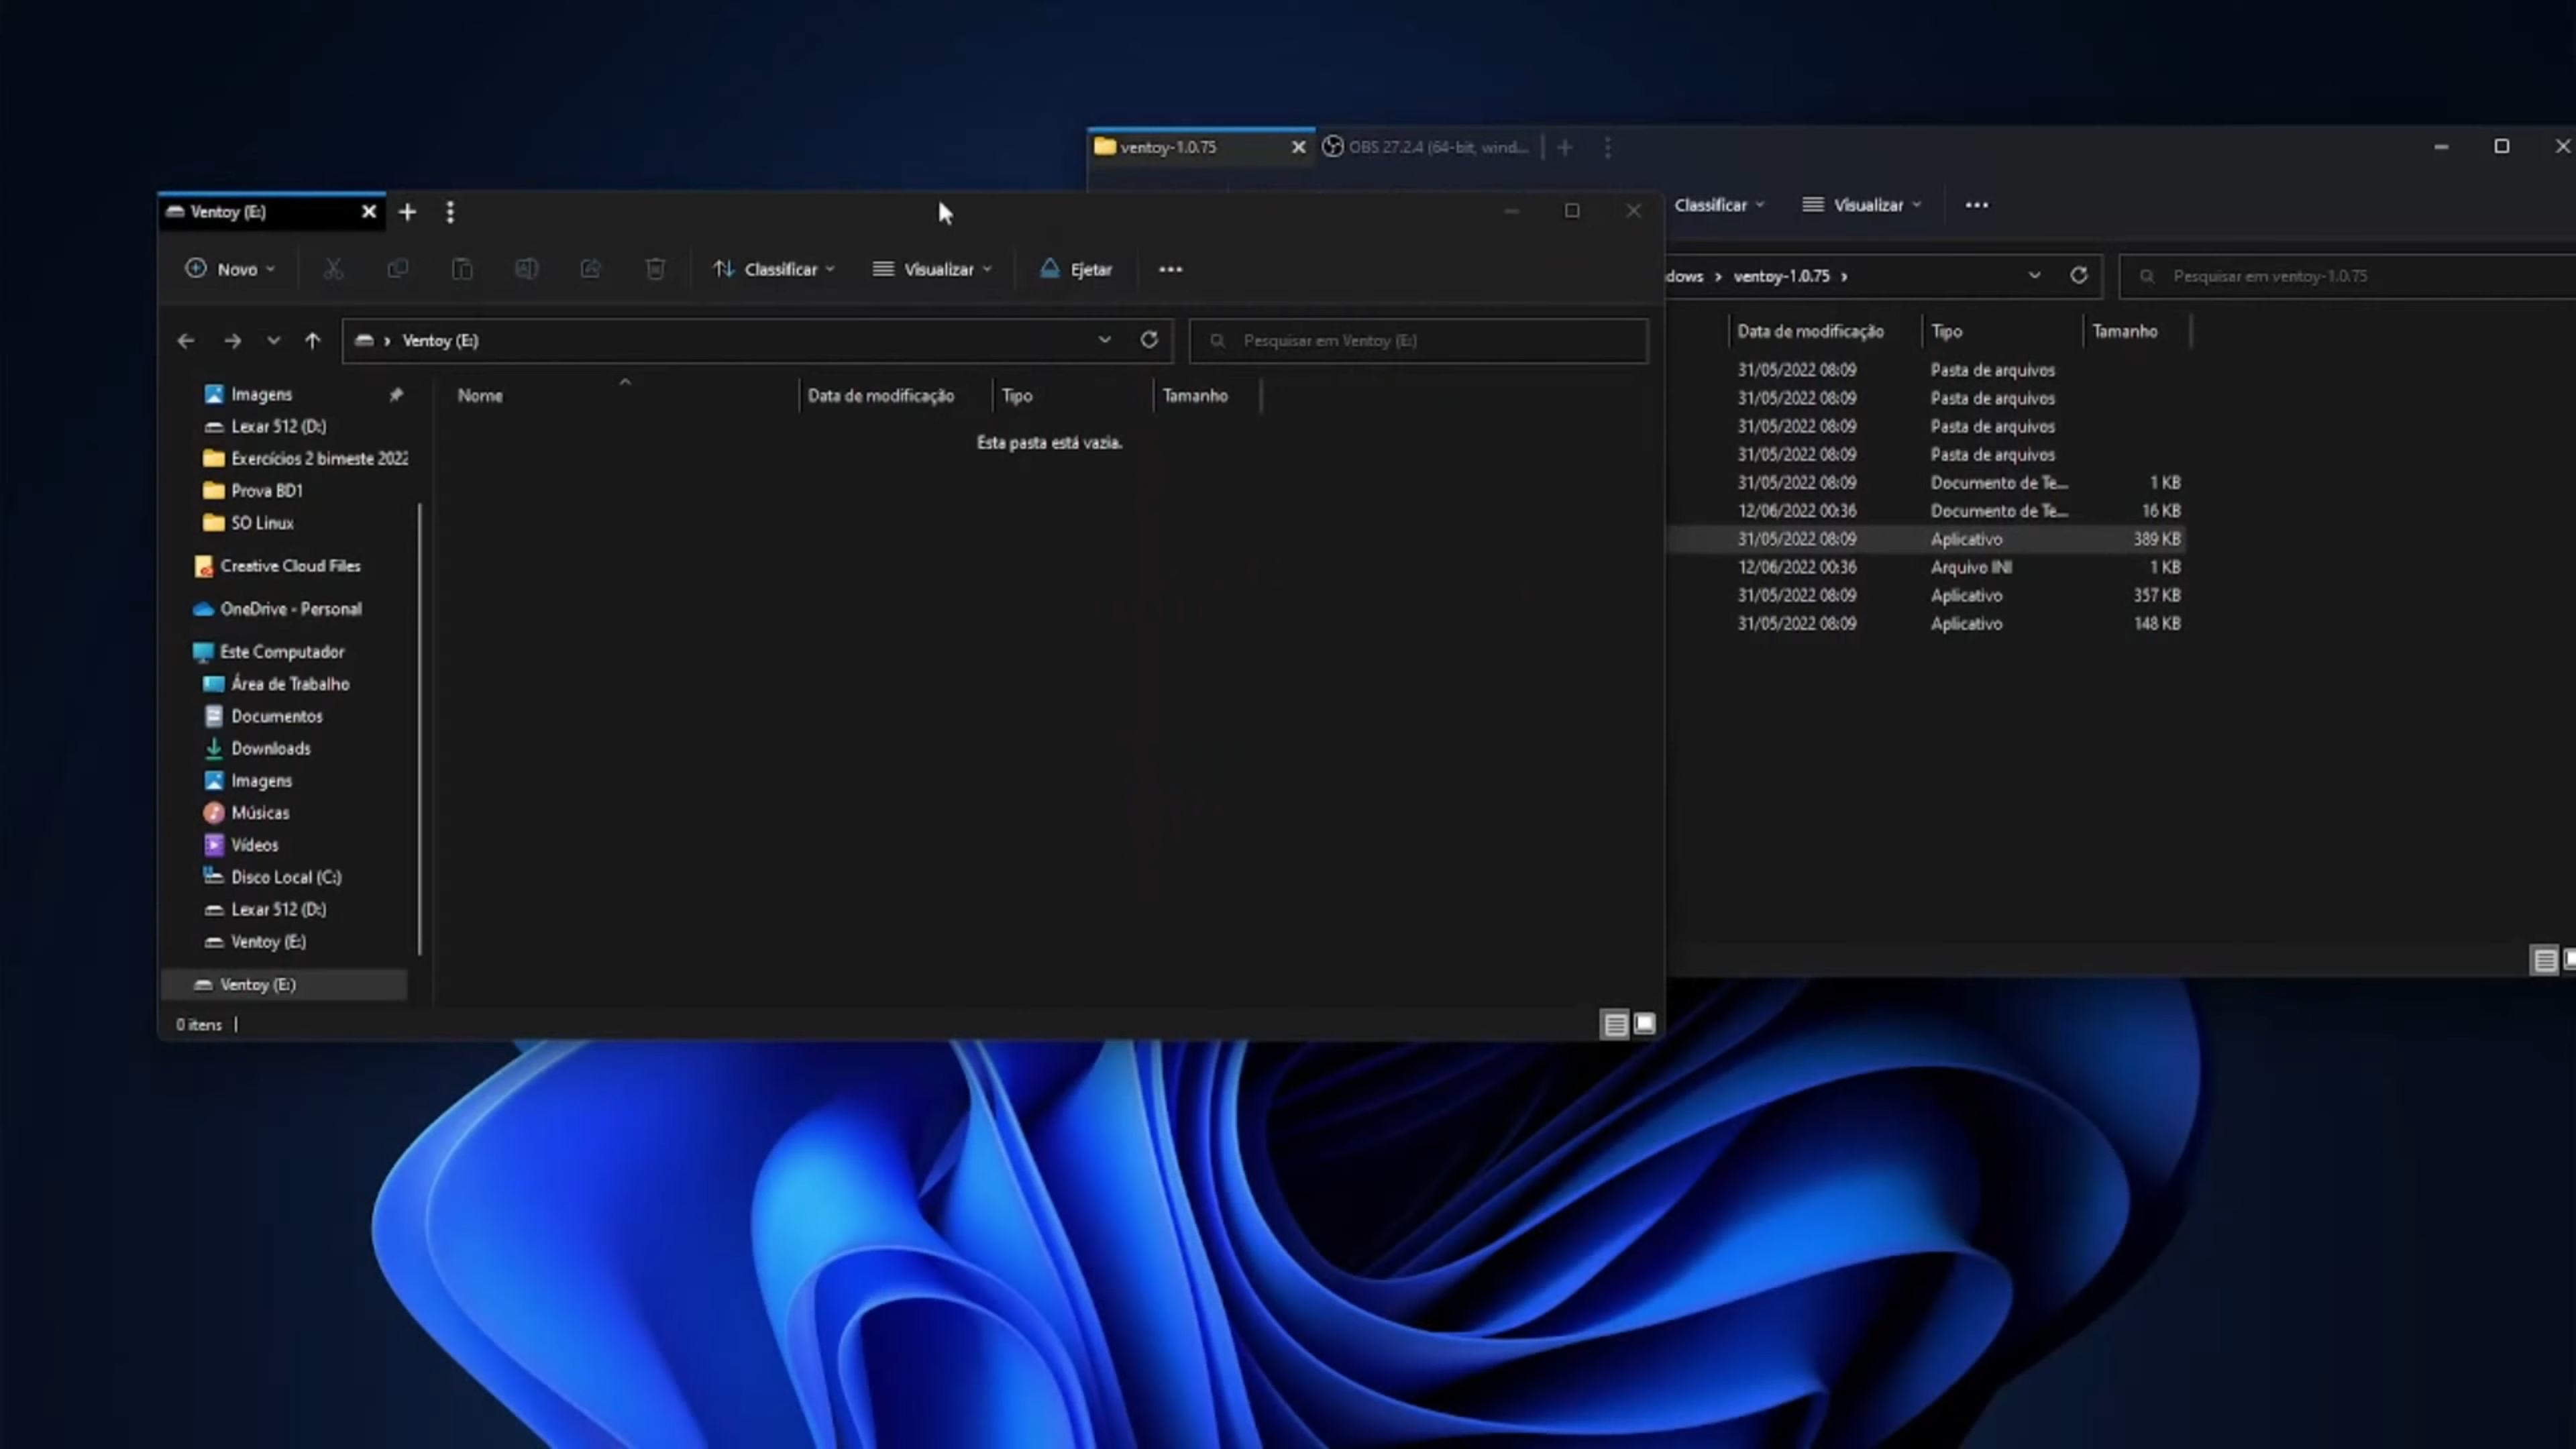 ventoy-1.0.75
OBS 27.2.4 (64-bit, wind...
Classificar
Visualizar
ventoy-1.0.75
Pesquisar em ventoy-1.0.75
Data de modificação Tipo Tamanho
31/05/2022 08:09 Pasta de arquivos
31/05/2022 08:09 Pasta de arquivos
31/05/2022 08:09 Pasta de arquivos
31/05/2022 08:09 Pasta de arquivos
31/05/2022 08:09 Documento de Te... 1 KB
12/06/2022 00:36 Documento de Te... 16 KB
31/05/2022 08:09 Aplicativo 389 KB
12/06/2022 00:36 Arquivo INI 1 KB
31/05/2022 08:09 Aplicativo 357 KB
31/05/2022 08:09 Aplicativo 148 KB
Ventoy (E:)
Novo
Classificar
Visualizar
Ejetar
Ventoy (E:)
Pesquisar em Ventoy (E:)
Imagens
Lexar 512 (D:)
Exercícios 2 bimeste 2022
Prova BD1
SO Linux
Creative Cloud Files
OneDrive - Personal
Este Computador
Área de Trabalho
Documentos
Downloads
Imagens
Músicas
Vídeos
Disco Local (C:)
Lexar 512 (D:)
Ventoy (E:)
Ventoy (E:)
Nome Data de modificação Tipo Tamanho
Esta pasta está vazia.
0 itens